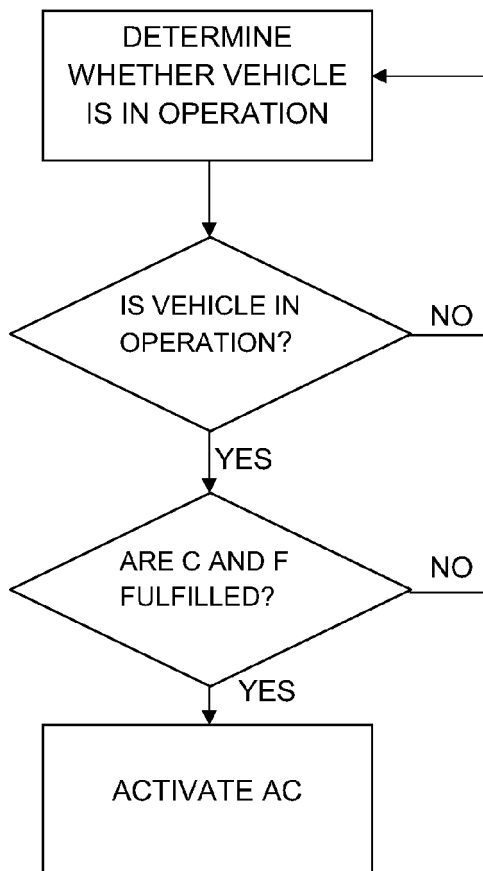 DETERMINE
WHETHER VEHICLE
IS IN OPERATION
IS VEHICLE IN
OPERATION?
NO
YES
ARE C AND F
FULFILLED?
NO
YES
ACTIVATE AC